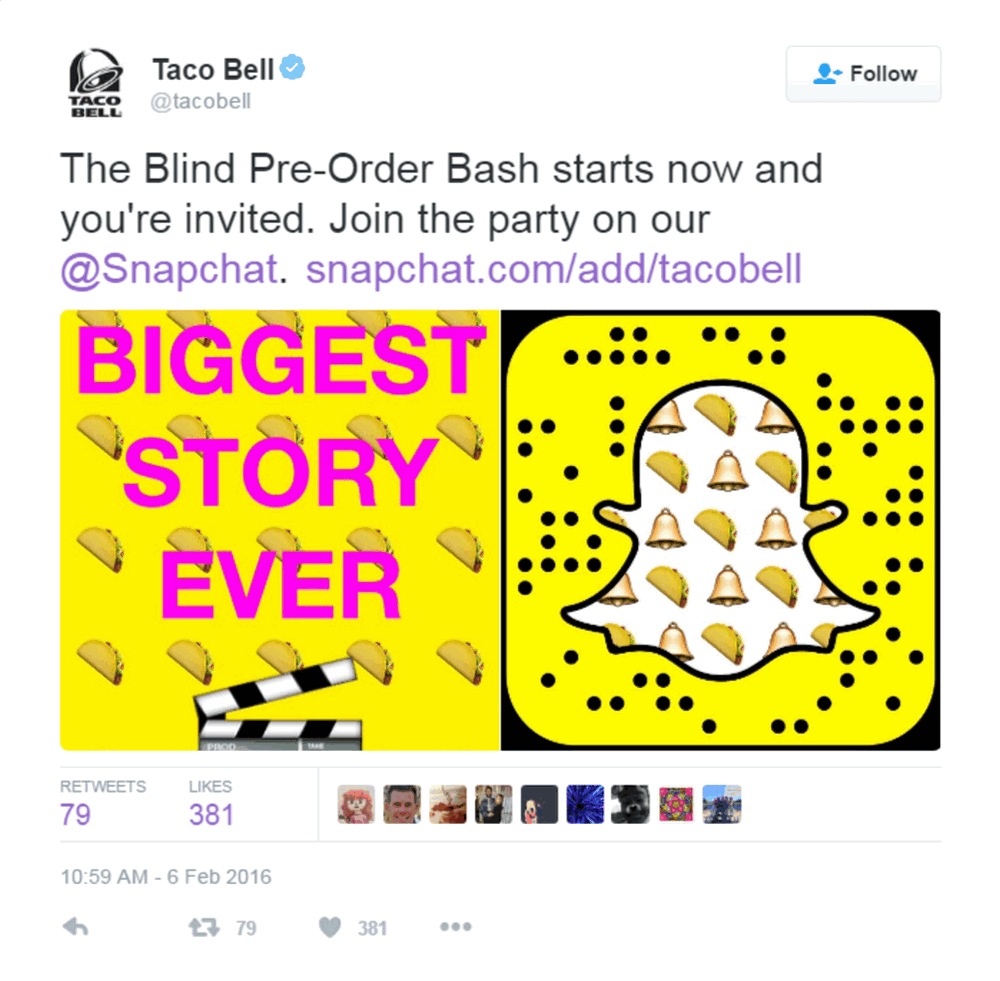 TACO
BELL
Taco Bell
@tacobell
Follow
The Blind Pre-Order Bash starts now and
you're invited. Join the party on our
@Snapchat. snapchat.com/add/tacobell
BIGGEST
STORY
EVER
PROD
TAKE
RETWEETS
79
LIKES
381
10:59 AM - 6 Feb 2016
79
381